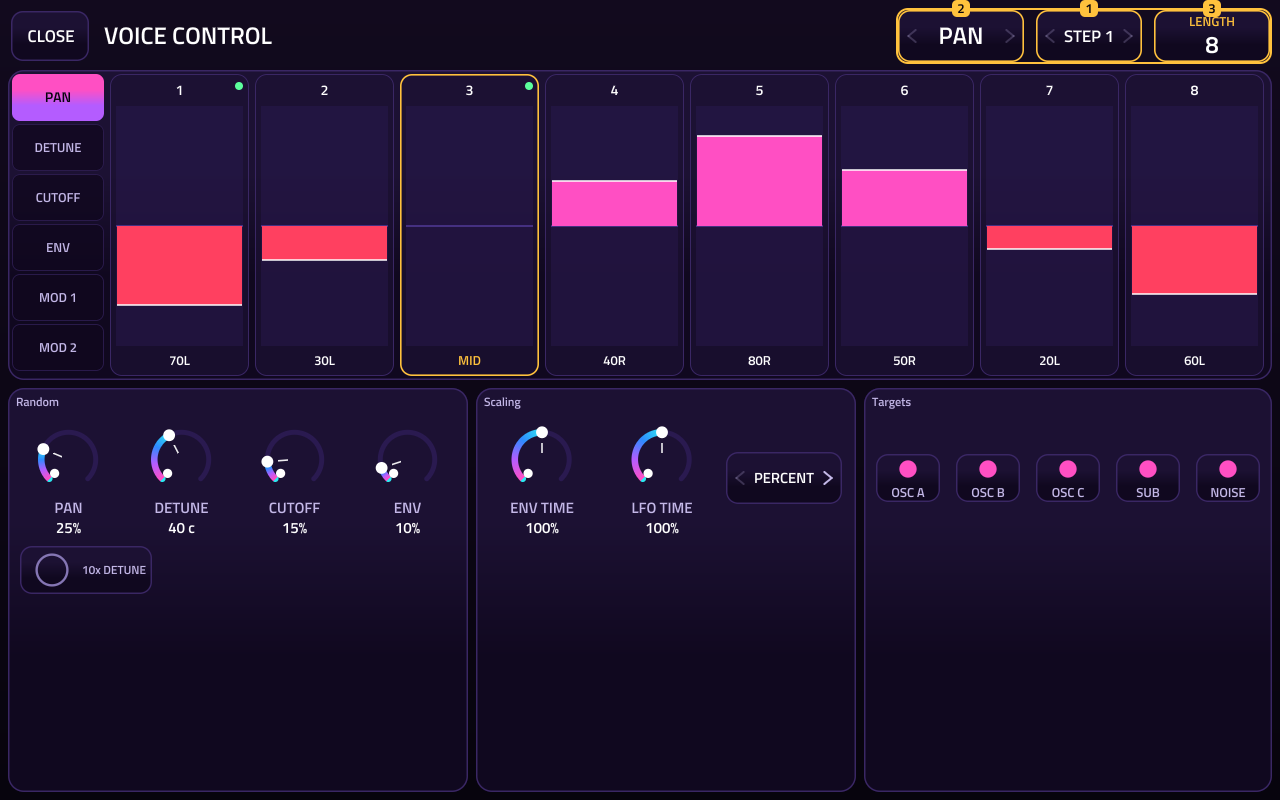 CLOSE
VOICE CONTROL
2
PAN
1
STEP 1
3
LENGTH
8
PAN
DETUNE
CUTOFF
ENV
MOD 1
MOD 2
1
2
3
4
5
6
7
8
70L
30L
MID
40R
80R
50R
20L
60L
Random
PAN
25%
DETUNE
40 c
CUTOFF
15%
ENV
10%
10x DETUNE
Scaling
ENV TIME
100%
LFO TIME
100%
PERCENT
Targets
OSC A
OSC B
OSC C
SUB
NOISE